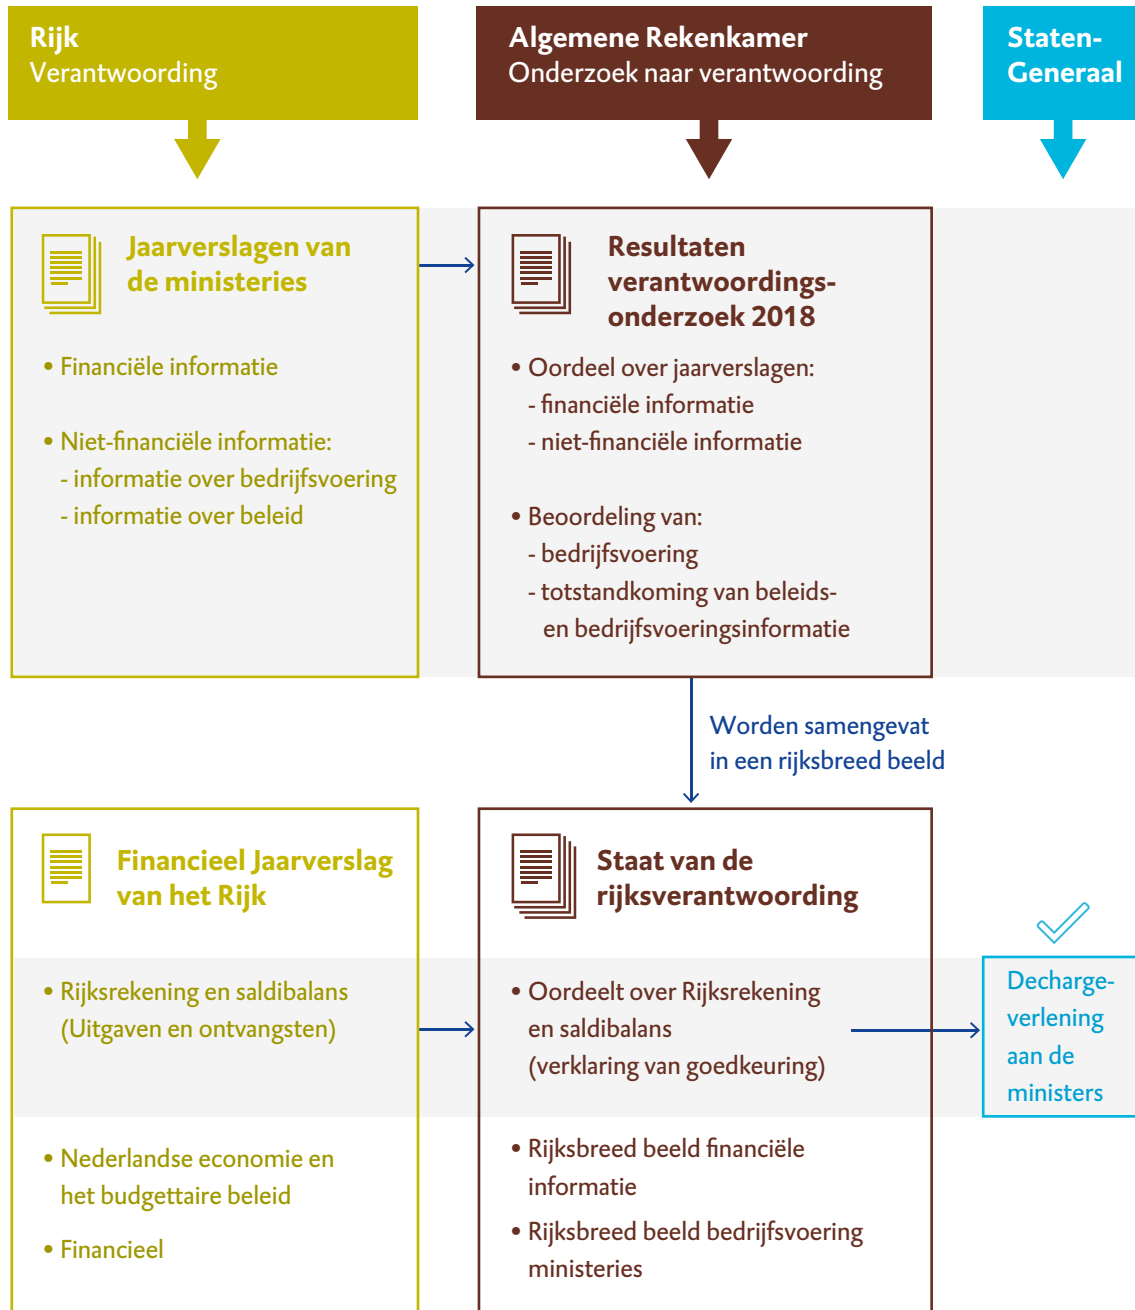 Rijk
Verantwoording
Algemene Rekenkamer
Onderzoek naar verantwoording
Staten-
Generaal
Jaarverslagen van
de ministeries
• Financiële informatie
• Niet-financiële informatie:
- informatie over bedrijfsvoering
- informatie over beleid
Resultaten
verantwoordings-
onderzoek 2018
• Oordeel over jaarverslagen:
- financiële informatie
- niet-financiële informatie
• Beoordeling van:
- bedrijfsvoering
- totstandkoming van beleids-
en bedrijfsvoeringsinformatie
Worden samengevat
in een rijksbreed beeld
Financieel Jaarverslag
van het Rijk
• Rijksrekening en saldibalans
(Uitgaven en ontvangsten)
• Nederlandse economie en
het budgettaire beleid
• Financieel
Staat van de
rijksverantwoording
• Oordeelt over Rijksrekening
en saldibalans
(verklaring van goedkeuring)
• Rijksbreed beeld financiële
informatie
• Rijksbreed beeld bedrijfsvoering
ministeries
Decharge-
verlening
aan de
ministers